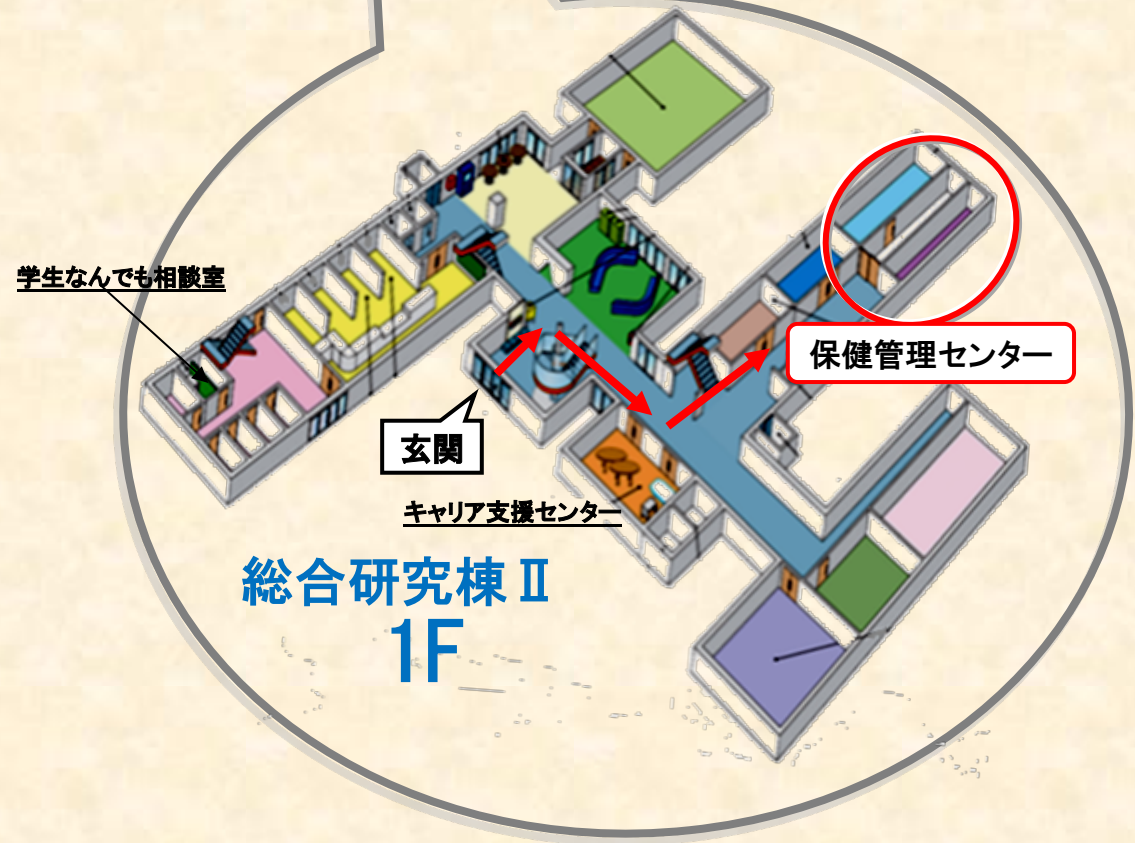 学生なんでも相談室
保健管理センター
玄関
キャリア支援センター
総合研究棟Ⅱ
1F